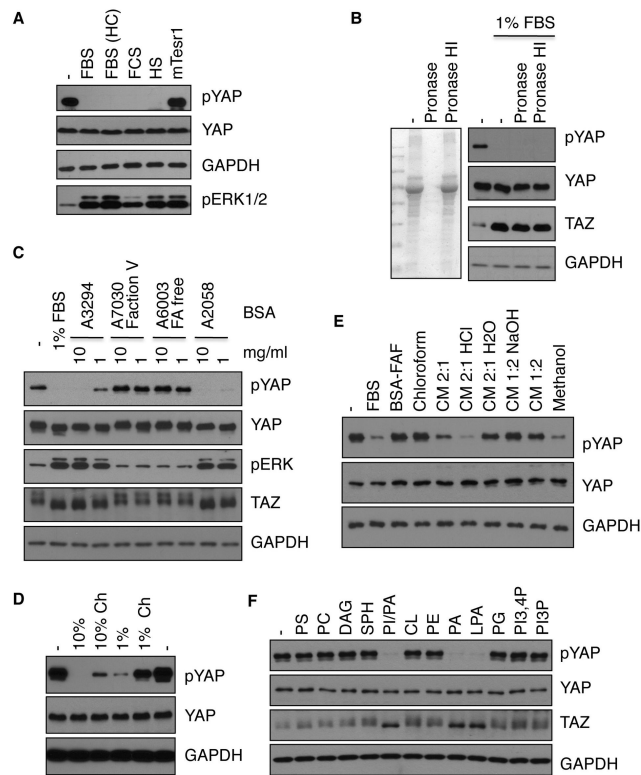 A
-
FBS
FBS (HC)
FCS
HS
mTesr1
pYAP
YAP
GAPDH
pERK1/2
B
1% FBS
-
Pronase
Pronase HI
-
-
Pronase
Pronase HI
pYAP
YAP
TAZ
GAPDH
C
-
1% FBS
A3294
A7030
Faction V
A6003
FA free
A2058
BSA
10 1 10 1 10 1 10 1 mg/ml
pYAP
YAP
pERK
TAZ
GAPDH
D
-
10%
10% Ch
1%
1% Ch
-
pYAP
YAP
GAPDH
E
-
FBS
BSA-FAF
Chloroform
CM 2:1
CM 2:1 HCl
CM 2:1 H2O
CM 1:2 NaOH
CM 1:2
Methanol
pYAP
YAP
GAPDH
F
-
PS
PC
DAG
SPH
PI/PA
CL
PE
PA
LPA
PG
PI3,4P
PI3P
pYAP
YAP
TAZ
GAPDH